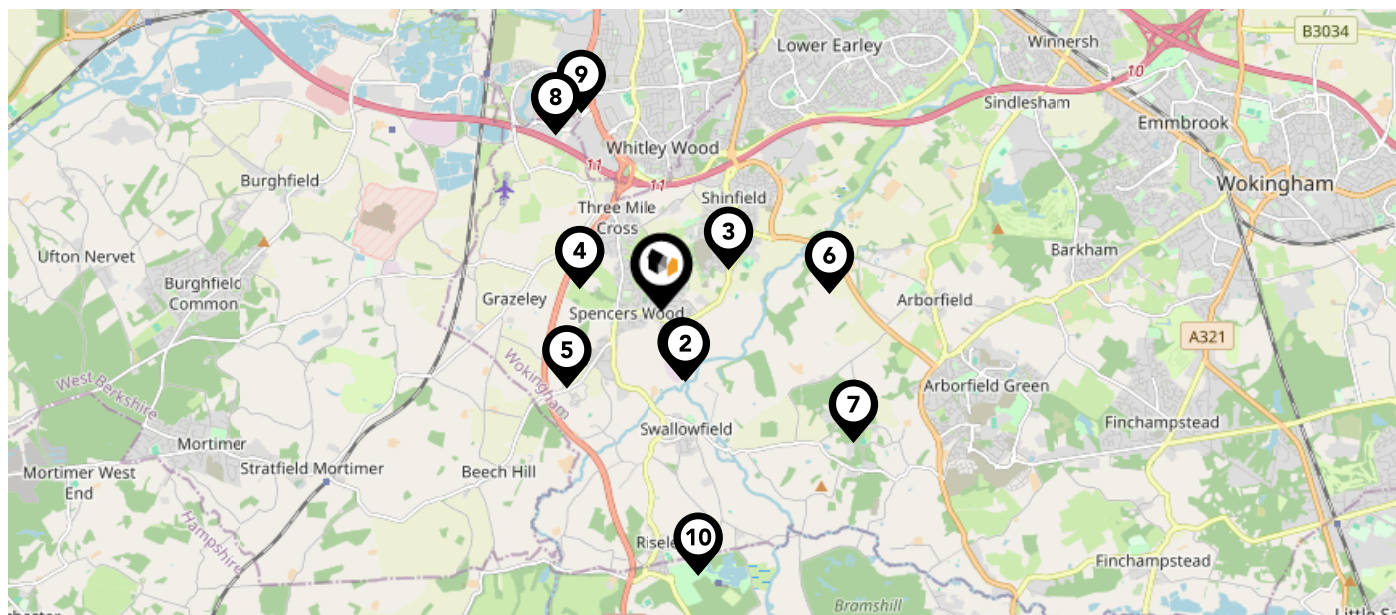 B3034
Lower Earley
Winnersh
10
9
8
Sindlesham
Emmbrook
Whitley Wood
11
11
Burghfield
Wokingham
Shinfield
Three Mile
Cross
3
4
6
Ufton Nervet
Barkham
Burghfield
Common
Grazeley
Arborfield
Spencers Wood
2
A321
5
West Berkshire
Wokingham
Arborfield Green
7
Finchampstead
Swallowfield
Mortimer
Stratfield Mortimer
Beech Hill
Mortimer West
End
Hampshire
10
Risele
Finchampstead
Bramshill